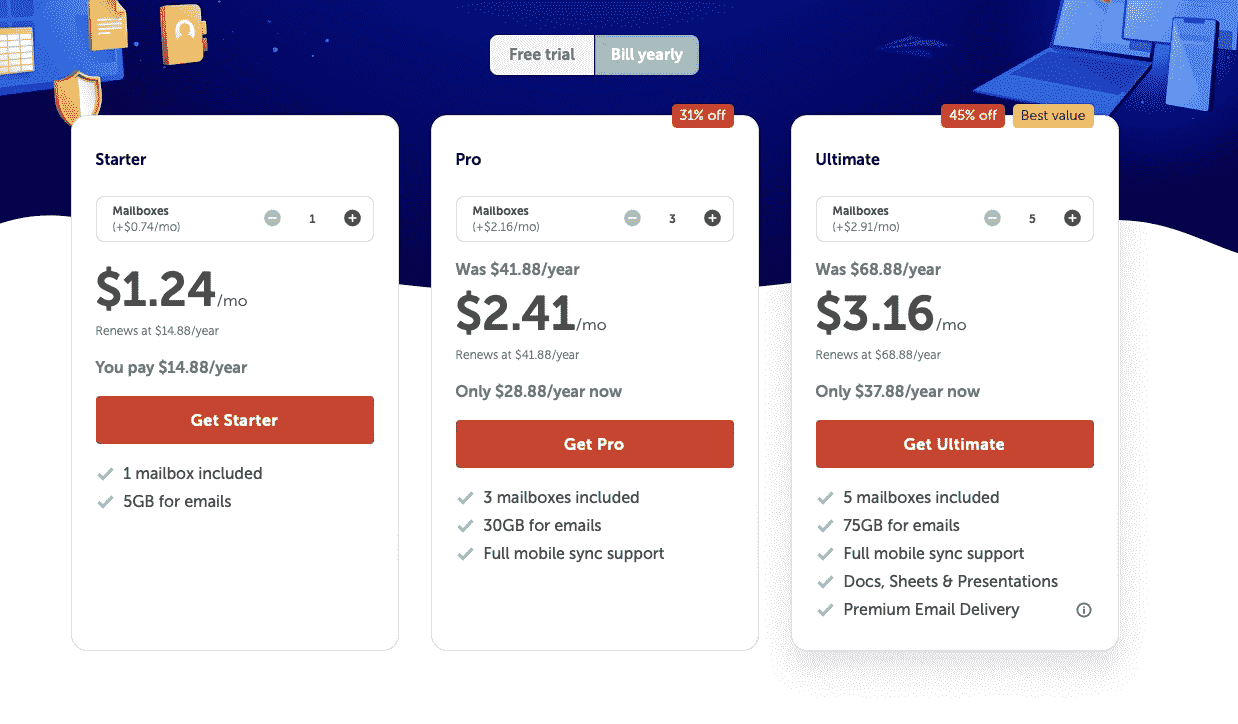 Free trial
Bill yearly
Starter
Mailboxes
(+$0.74/mo)
1
$1.24/mo
Renews at $14.88/year
You pay $14.88/year
Get Starter
1 mailbox included
5GB for emails
31% off
Pro
Mailboxes
(+$2.16/mo)
3
Was $41.88/year
$2.41/mo
Renews at $41.88/year
Only $28.88/year now
Get Pro
3 mailboxes included
30GB for emails
Full mobile sync support
45% off
Best value
Ultimate
Mailboxes
(+$2.91/mo)
5
Was $68.88/year
$3.16/mo
Renews at $68.88/year
Only $37.88/year now
Get Ultimate
5 mailboxes included
75GB for emails
Full mobile sync support
Docs, Sheets & Presentations
Premium Email Delivery